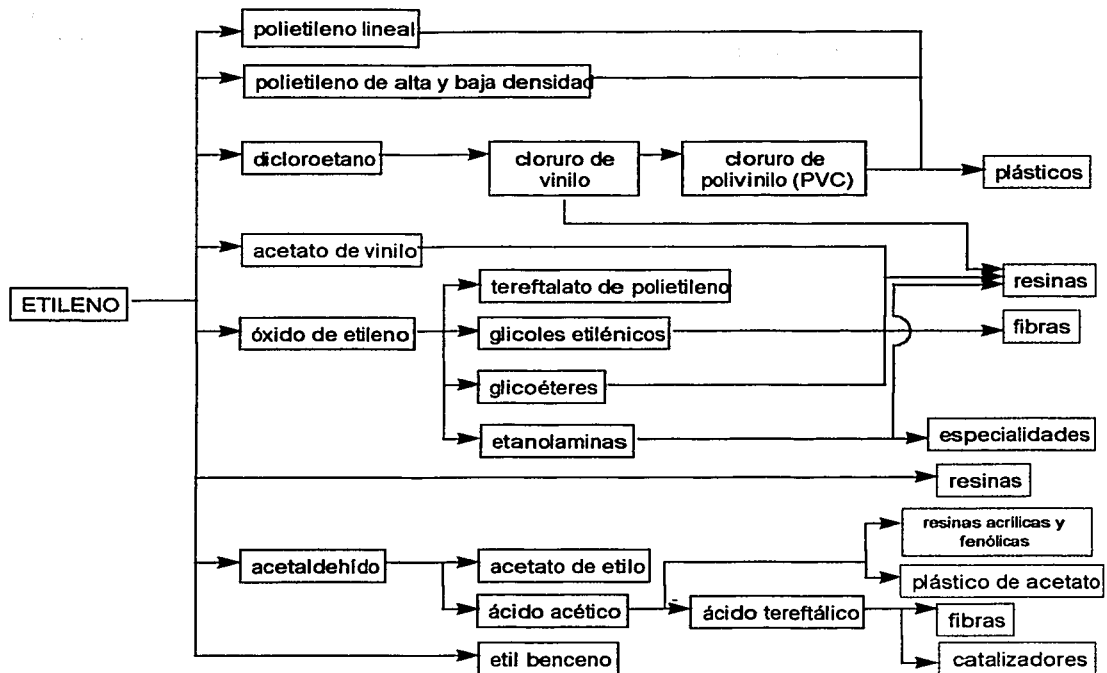 polietileno lineal
polietileno de alta y baja densidad
dicloroetano
cloruro de
vinilo
cloruro de
polivinilo (PVC)
plásticos
acetato de vinilo
ETILENO
tereftalato de polietileno
resinas
óxido de etileno
glicoles etilénicos
fibras
glicoéteres
etanolaminas
especialidades
resinas
resinas acrílicas y
fenólicas
acetaldehído
acetato de etilo
plástico de acetato
ácido acético
ácido tereftálico
fibras
etil benceno
catalizadores